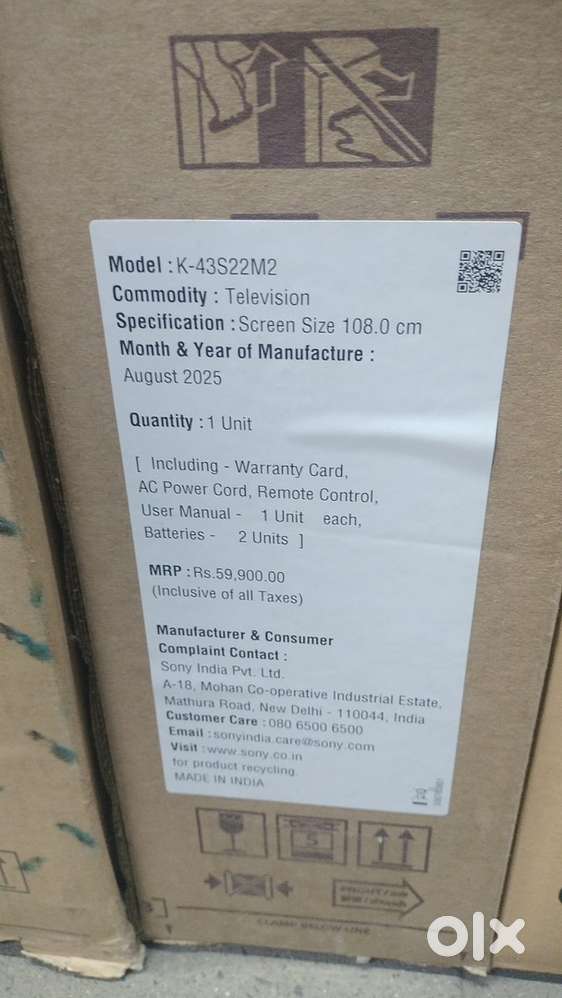 Model : K-43S22M2
Commodity : Television
Specification : Screen Size 108.0 cm
Month & Year of Manufacture :
August 2025
Quantity : 1 Unit
[ Including - Warranty Card,
AC Power Cord, Remote Control,
User Manual - 1 Unit each,
Batteries - 2 Units ]
MRP : Rs.59,900.00
(Inclusive of all Taxes)
Manufacturer & Consumer
Complaint Contact :
Sony India Pvt. Ltd.
A-18, Mohan Co-operative Industrial Estate,
Mathura Road, New Delhi - 110044, India
Customer Care : 080 6500 6500
Email : sonyindia.care@sony.com
Visit : www.sony.co.in
for product recycling.
MADE IN INDIA
5
CLAMP BELOW LINE
olx